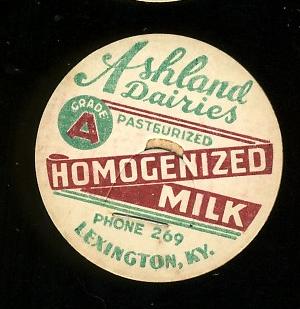 Ashland
Dairies
GRADE
A
PASTEURIZED
HOMOGENIZED
MILK
PHONE 269
LEXINGTON, KY.